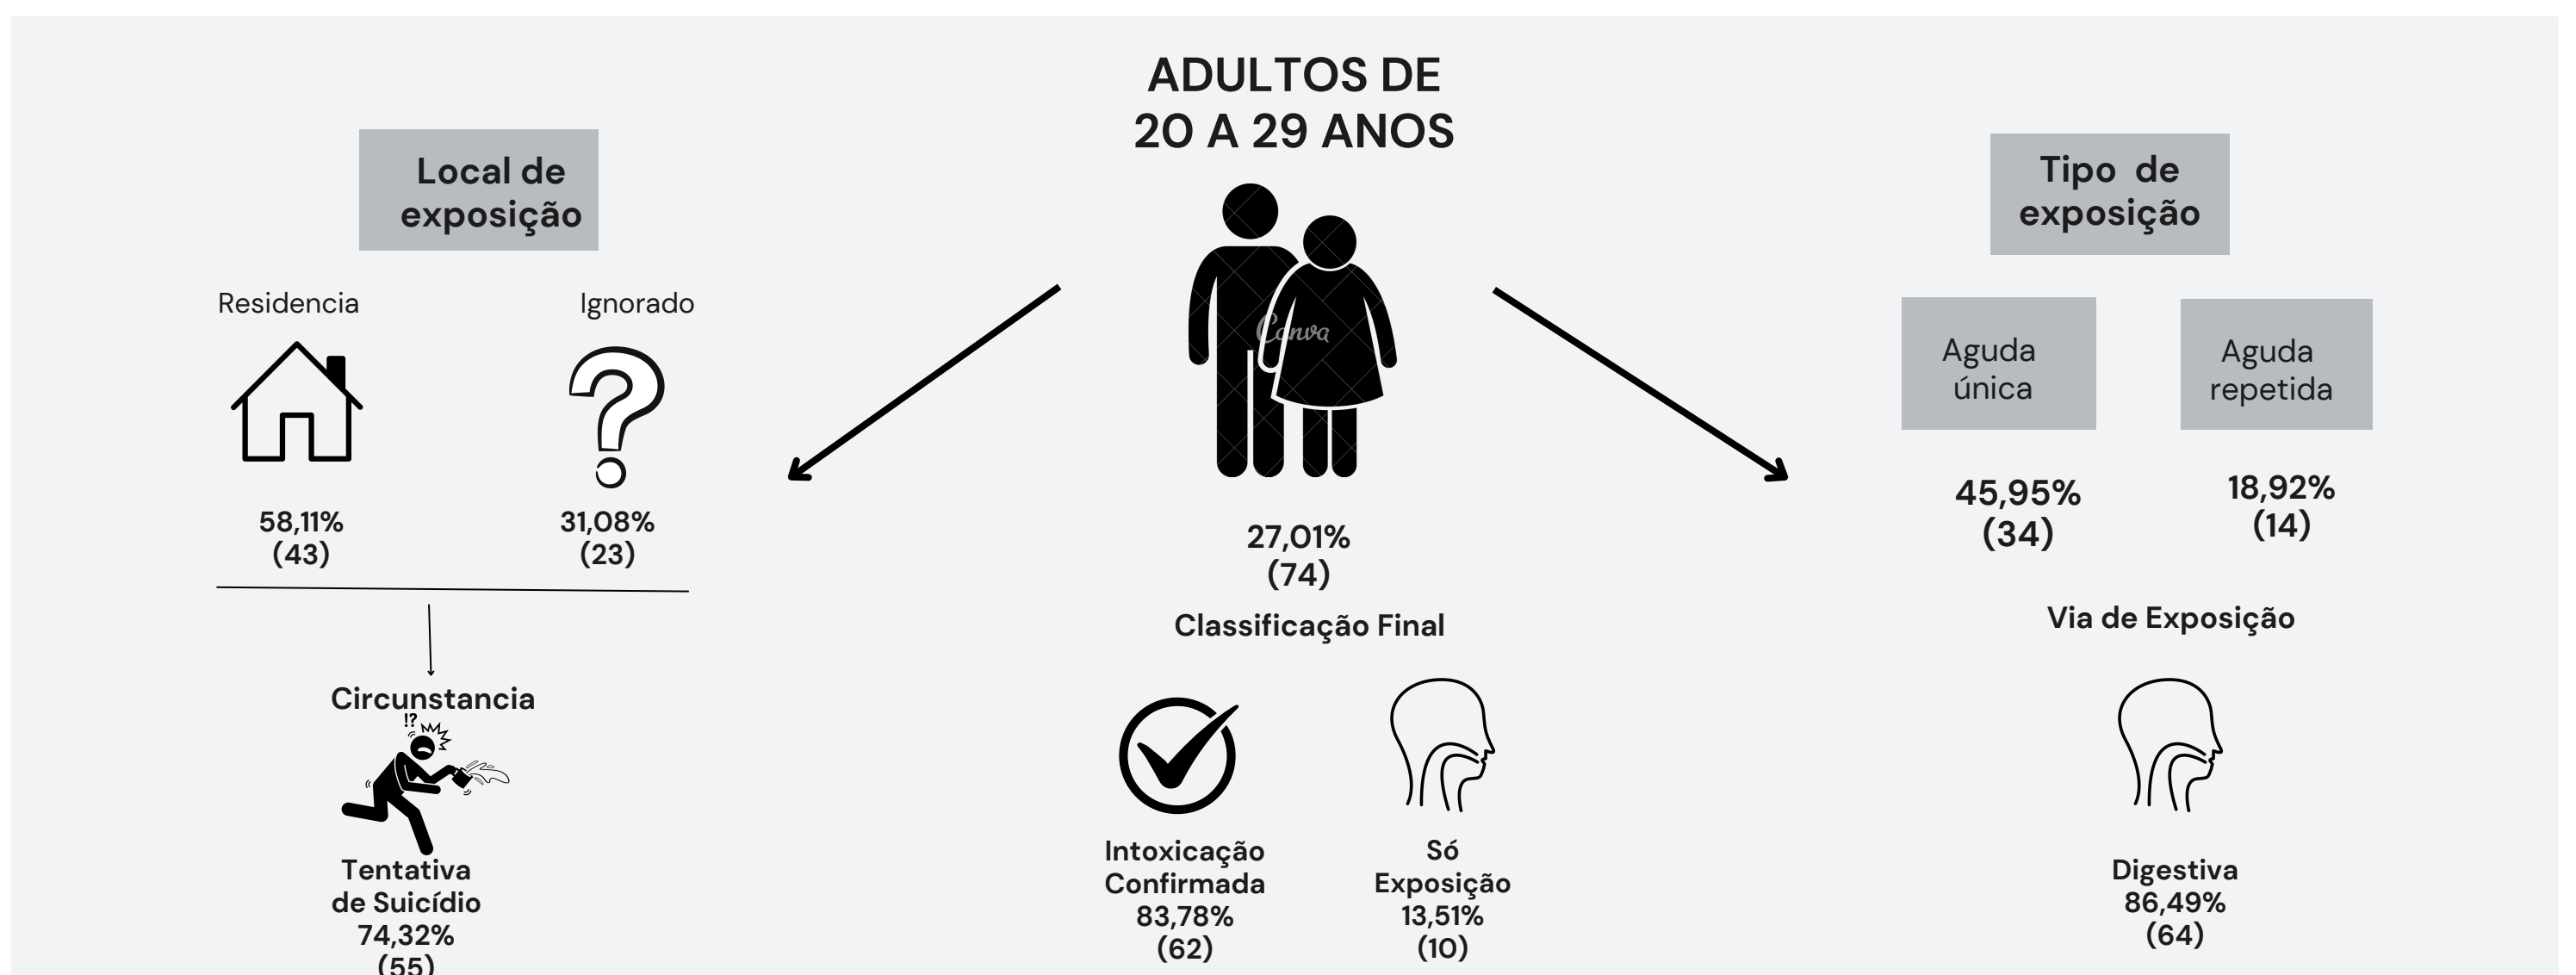 ADULTOS DE
20 A 29 ANOS
Local de
exposição
Residencia
Ignorado
58,11%
(43)
31,08%
(23)
Circunstancia
!?
Tentativa
de Suicídio
74,32%
(55)
Canva
27,01%
(74)
Classificação Final
Intoxicação
Confirmada
83,78%
(62)
Só
Exposição
13,51%
(10)
Tipo de
exposição
Aguda
única
Aguda
repetida
45,95%
(34)
18,92%
(14)
Via de Exposição
Digestiva
86,49%
(64)